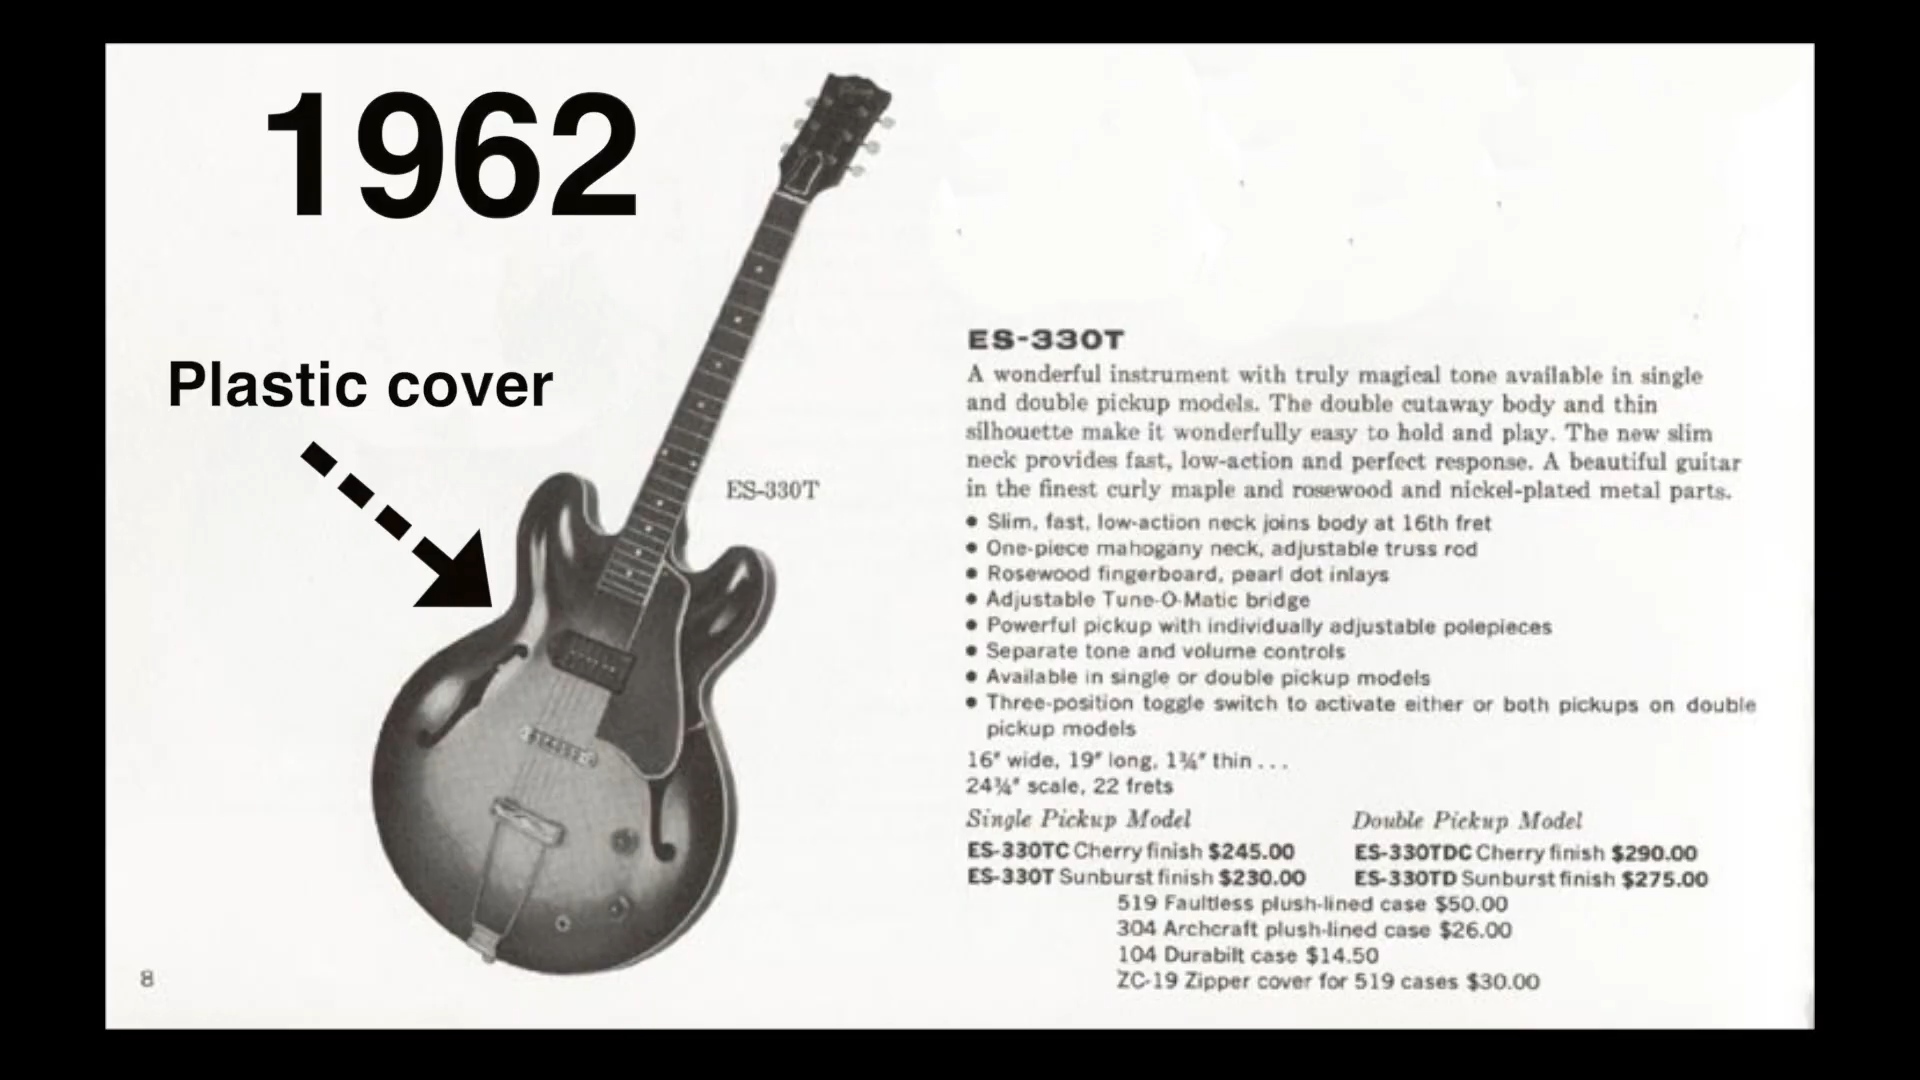 1962
Plastic cover
ES-330T
ES-330T
A wonderful instrument with truly magical tone available in single
and double pickup models. The double cutaway body and thin
silhouette make it wonderfully easy to hold and play. The new slim
neck provides fast, low-action and perfect response. A beautiful guitar
in the finest curly maple and rosewood and nickel-plated metal parts.
• Slim, fast, low-action neck joins body at 16th fret
• One-piece mahogany neck, adjustable truss rod
• Rosewood fingerboard, pearl dot inlays
• Adjustable Tune-O-Matic bridge
• Powerful pickup with individually adjustable polepieces
• Separate tone and volume controls
• Available in single or double pickup models
• Three-position toggle switch to activate either or both pickups on double
pickup models
16" wide, 19" long, 1¾" thin . . .
24¾" scale, 22 frets
Single Pickup Model Double Pickup Model
ES-330TC Cherry finish $245.00 ES-330TDC Cherry finish $290.00
ES-330T Sunburst finish $230.00 ES-330TD Sunburst finish $275.00
519 Faultless plush-lined case $50.00
304 Archcraft plush-lined case $26.00
104 Durabilt case $14.50
ZC-19 Zipper cover for 519 cases $30.00
8